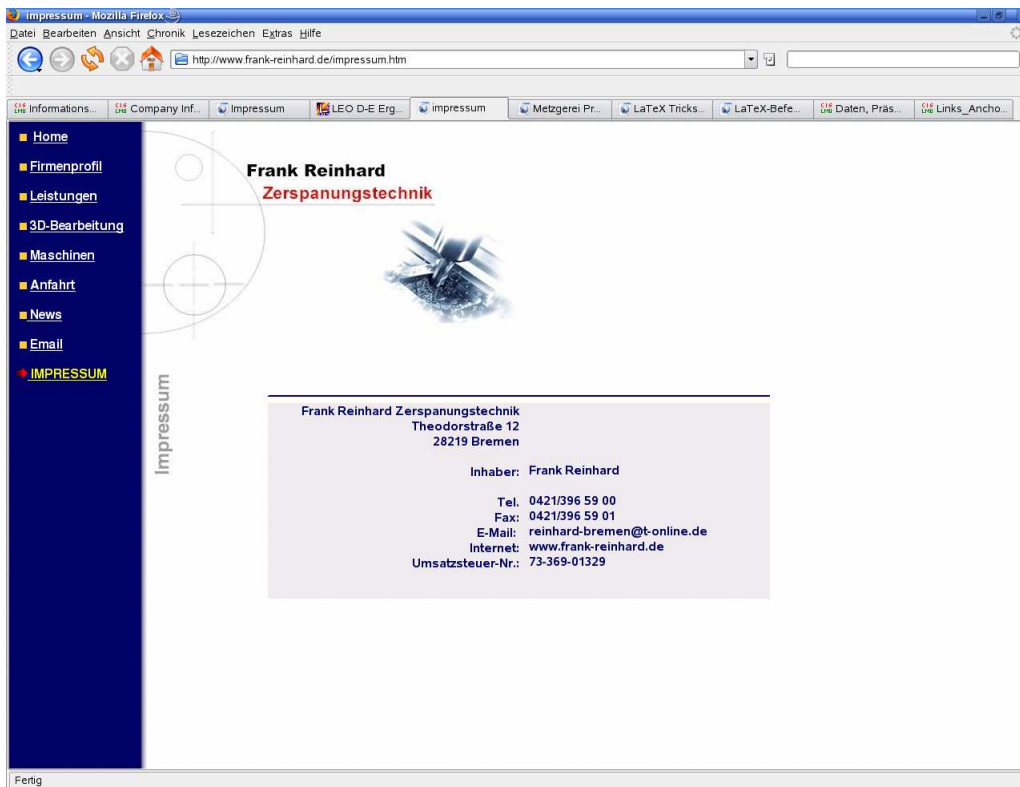 impressum - Mozilla Firefox
Datei Bearbeiten Ansicht Chronik Lesezeichen Extras Hilfe
http://www.frank-reinhard.de/impressum.htm
Informations... Company Inf... Impressum LEO D-E Erg... impressum Metzgerei Pr... LaTeX Tricks... LaTeX-Befe... Daten, Präs... Links_Ancho...
Home
Firmenprofil
Leistungen
3D-Bearbeitung
Maschinen
Anfahrt
News
Email
IMPRESSUM
Frank Reinhard
Zerspanungstechnik
Impressum
Frank Reinhard Zerspanungstechnik
Theodorstraße 12
28219 Bremen
Inhaber: Frank Reinhard
Tel. 0421/396 59 00
Fax: 0421/396 59 01
E-Mail: reinhard-bremen@t-online.de
Internet: www.frank-reinhard.de
Umsatzsteuer-Nr.: 73-369-01329
Fertig